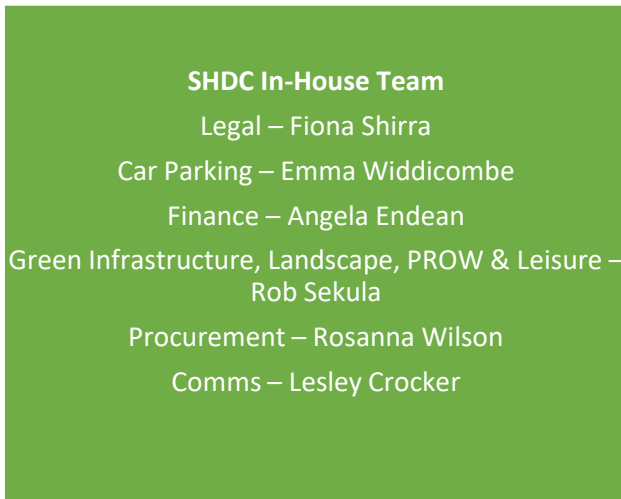 SHDC In-House Team
Legal – Fiona Shirra
Car Parking – Emma Widdicombe
Finance – Angela Endean
Green Infrastructure, Landscape, PROW & Leisure –
Rob Sekula
Procurement – Rosanna Wilson
Comms – Lesley Crocker